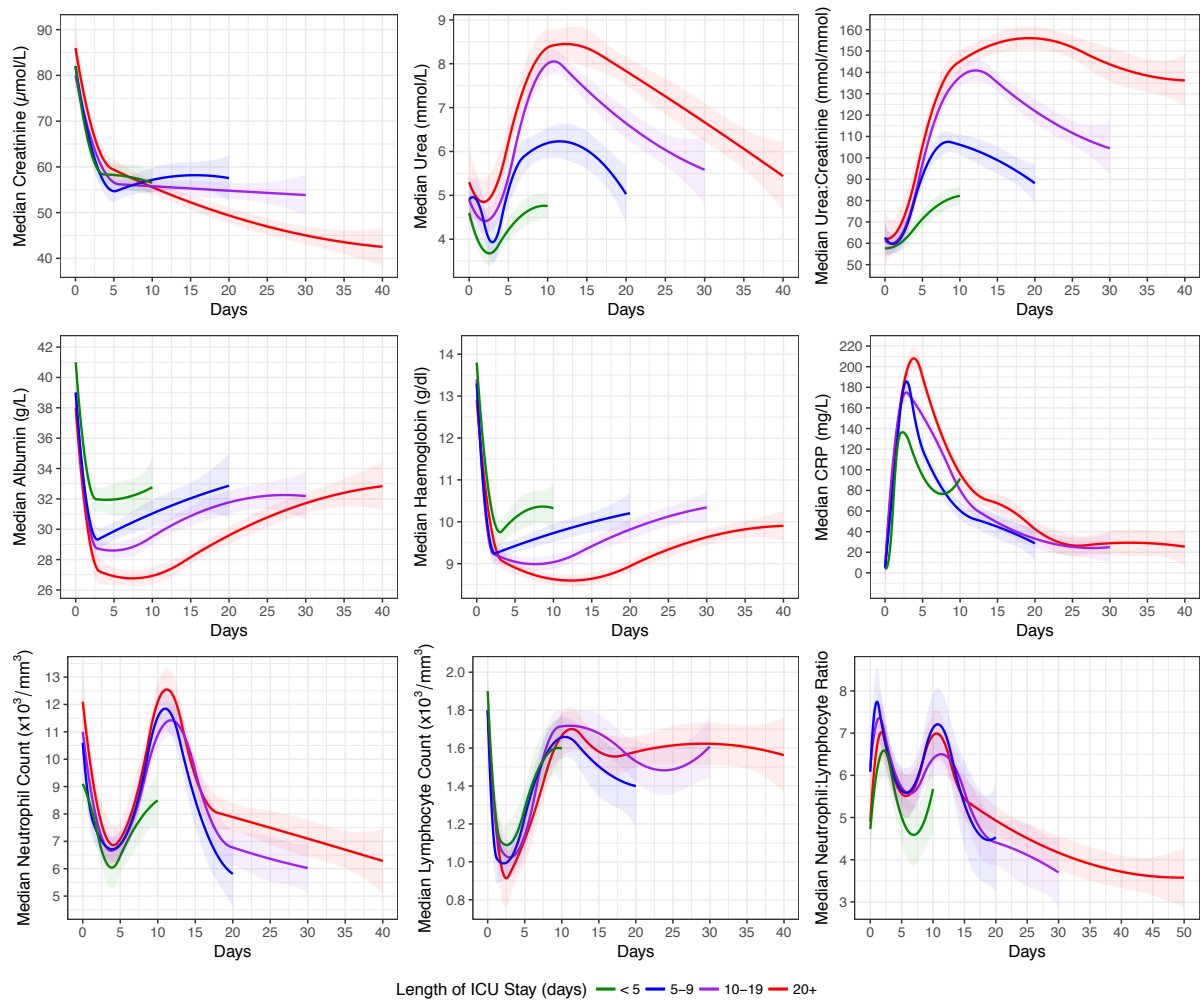 Median Creatinine (µmol/L)
90
80
70
60
50
40
0 5 10 15 20 25 30 35 40
Days
Median Urea (mmol/L)
9
8
7
6
5
4
0 5 10 15 20 25 30 35 40
Days
Median Urea:Creatinine (mmol/mmol)
160
150
140
130
120
110
100
90
80
70
60
50
0 5 10 15 20 25 30 35 40
Days
Median Albumin (g/L)
42
40
38
36
34
32
30
28
26
0 5 10 15 20 25 30 35 40
Days
Median Haemoglobin (g/dl)
14
13
12
11
10
9
0 5 10 15 20 25 30 35 40
Days
Median CRP (mg/L)
220
200
180
160
140
120
100
80
60
40
20
0
0 5 10 15 20 25 30 35 40
Days
Median Neutrophil Count (x10³/mm³)
13
12
11
10
9
8
7
6
5
0 5 10 15 20 25 30 35 40
Days
Median Lymphocyte Count (x10³/mm³)
2.0
1.8
1.6
1.4
1.2
1.0
0.8
0 5 10 15 20 25 30 35 40
Days
Median Neutrophil:Lymphocyte Ratio
8
7
6
5
4
3
0 5 10 15 20 25 30 35 40 45 50
Days
Length of ICU Stay (days) < 5 5–9 10–19 20+